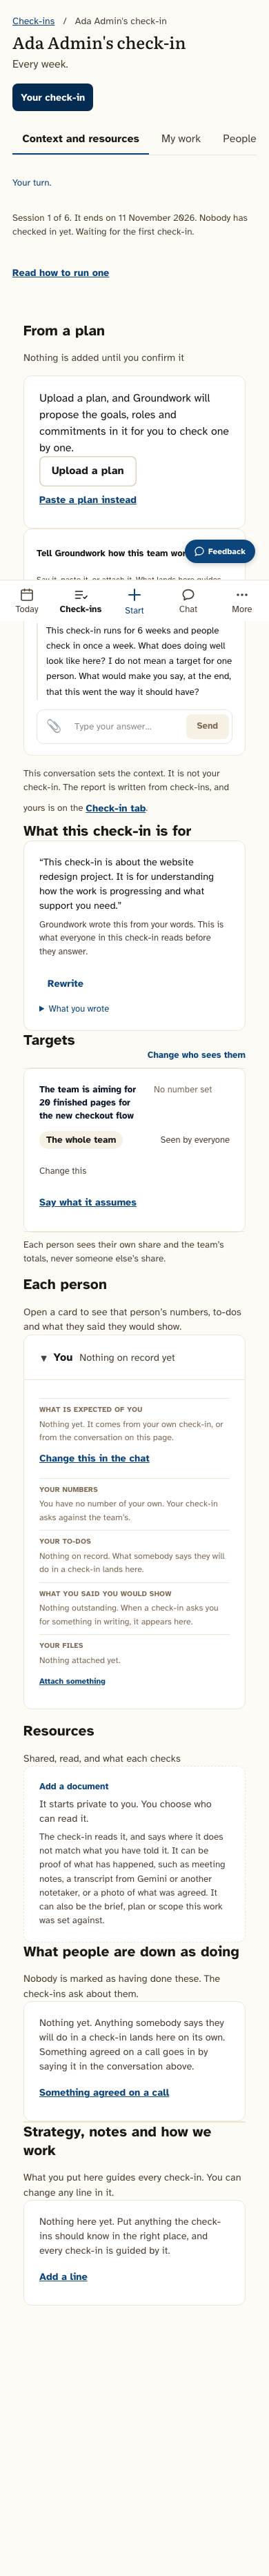 Check-ins / Ada Admin's check-in
Ada Admin's check-in
Every week.
Your check-in
Context and resources My work People
Your turn.
Session 1 of 6. It ends on 11 November 2026. Nobody has
checked in yet. Waiting for the first check-in.
Read how to run one
From a plan
Nothing is added until you confirm it
Upload a plan, and Groundwork will
propose the goals, roles and
commitments in it for you to check one
by one.
Upload a plan
Paste a plan instead
Tell Groundwork how this team
Feedback
Say it, paste it, or attach it. What lands here guides
Today Check-ins Start Chat More
This check-in runs for 6 weeks and people
check in once a week. What does doing well
look like here? I do not mean a target for one
person. What would make you say, at the end,
that this went the way it should have?
Type your answer...
Send
This conversation sets the context. It is not your
check-in. The report is written from check-ins, and
yours is on the Check-in tab.
What this check-in is for
“This check-in is about the website
redesign project. It is for understanding
how the work is progressing and what
support you need.”
Groundwork wrote this from your words. This is
what everyone in this check-in reads before
they answer.
Rewrite
What you wrote
Targets
Change who sees them
The team is aiming for
20 finished pages for
the new checkout flow
No number set
The whole team
Seen by everyone
Change this
Say what it assumes
Each person sees their own share and the team’s
totals, never someone else’s share.
Each person
Open a card to see that person’s numbers, to-dos
and what they said they would show.
You Nothing on record yet
WHAT IS EXPECTED OF YOU
Nothing yet. It comes from your own check-in, or
from the conversation on this page.
Change this in the chat
YOUR NUMBERS
You have no number of your own. Your check-in
asks against the team’s.
YOUR TO-DOS
Nothing on record. What somebody says they will
do in a check-in lands here.
WHAT YOU SAID YOU WOULD SHOW
Nothing outstanding. When a check-in asks you
for something in writing, it appears here.
YOUR FILES
Nothing attached yet.
Attach something
Resources
Shared, read, and what each checks
Add a document
It starts private to you. You choose who
can read it.
The check-in reads it, and says where it does
not match what you have told it. It can be
proof of what has happened, such as meeting
notes, a transcript from Gemini or another
notetaker, or a photo of what was agreed. It
can also be the brief, plan or scope this work
was set against.
What people are down as doing
Nobody is marked as having done these. The
check-ins ask about them.
Nothing yet. Anything somebody says they
will do in a check-in lands here on its own.
Something agreed on a call goes in by
saying it in the conversation above.
Something agreed on a call
Strategy, notes and how we
work
What you put here guides every check-in. You can
change any line in it.
Nothing here yet. Put anything the check-
ins should know in the right place, and
every check-in is guided by it.
Add a line